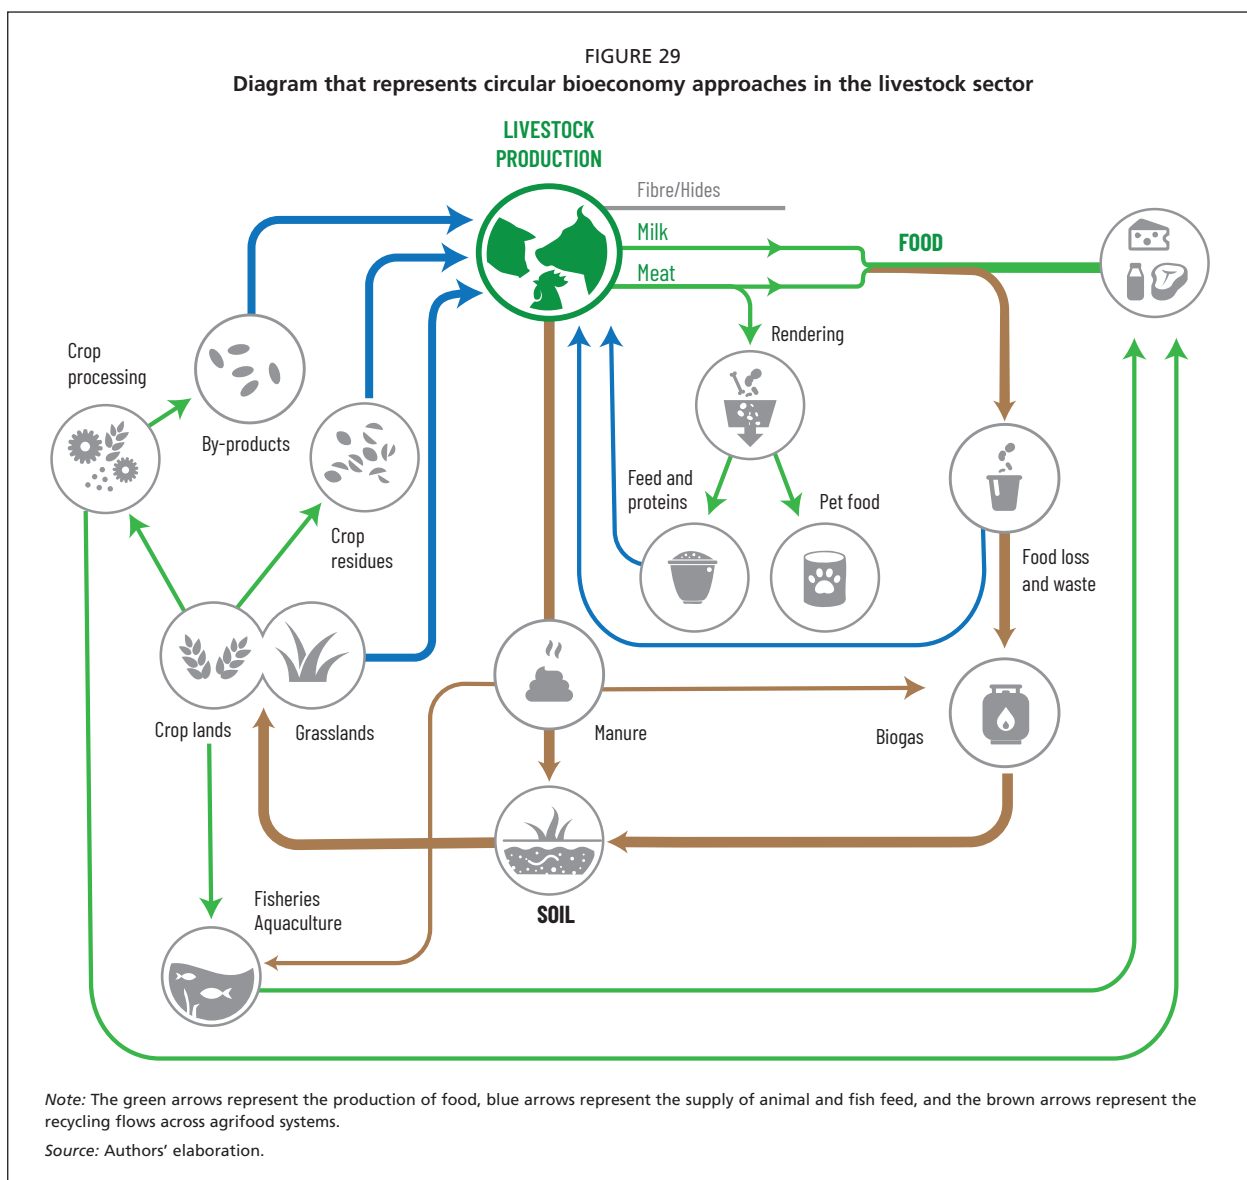 FIGURE 29
Diagram that represents circular bioeconomy approaches in the livestock sector
LIVESTOCK
PRODUCTION
Fibre/Hides
Milk
FOOD
Meat
Rendering
Crop
processing
By-products
Feed and
proteins
Pet food
Crop
residues
Food loss
and waste
Crop lands
Grasslands
Manure
Biogas
Fisheries
Aquaculture
SOIL
Note: The green arrows represent the production of food, blue arrows represent the supply of animal and fish feed, and the brown arrows represent the
recycling flows across agrifood systems.
Source: Authors’ elaboration.